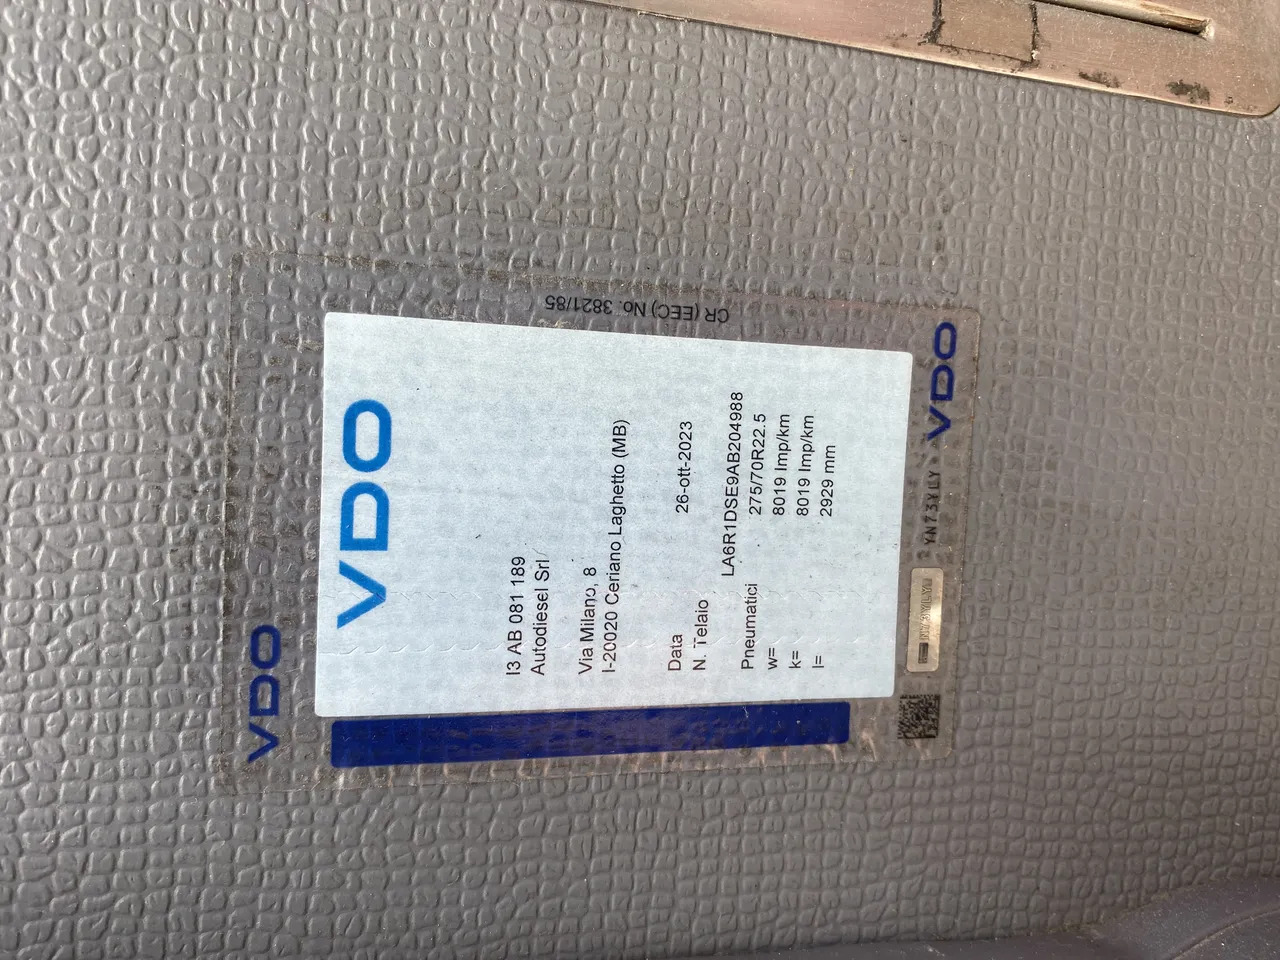 VDO
CR (EEC) No. 3821/85
VDO
I3 AB 081 189
Autodiesel Srl
Via Milano, 8
I-20020 Ceriano Laghetto (MB)
Data 26-ott-2023
N. Telaio LA6R1DSE9AB204988
Pneumatici 275/70R22.5
w= 8019 Imp/km
k= 8019 Imp/km
l= 2929 mm
N73YLYU
YN73YLY
VDO